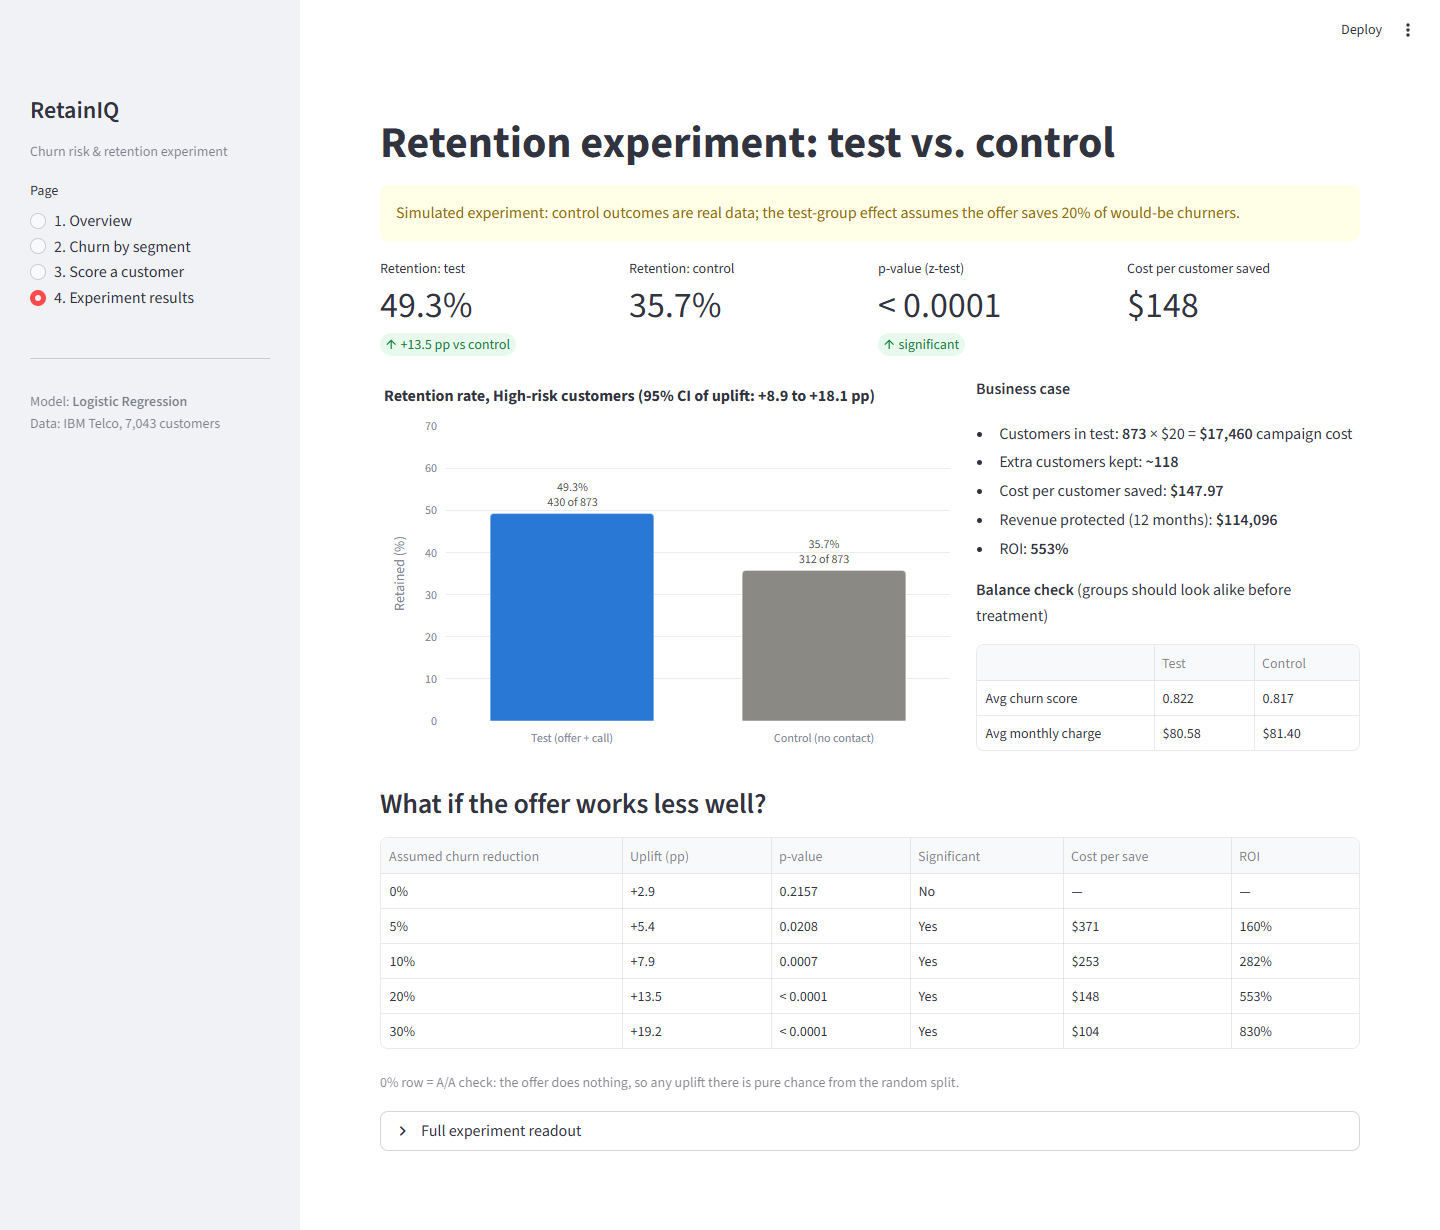 Deploy
RetainIQ
Churn risk & retention experiment
Page
1. Overview
2. Churn by segment
3. Score a customer
4. Experiment results
Model: Logistic Regression
Data: IBM Telco, 7,043 customers
Retention experiment: test vs. control
Simulated experiment: control outcomes are real data; the test-group effect assumes the offer saves 20% of would-be churners.
Retention: test
49.3%
↑ +13.5 pp vs control
Retention: control
35.7%
p-value (z-test)
< 0.0001
↑ significant
Cost per customer saved
$148
Retention rate, High-risk customers (95% CI of uplift: +8.9 to +18.1 pp)
Retained (%)
70
60
50
40
30
20
10
0
49.3%
430 of 873
35.7%
312 of 873
Test (offer + call)
Control (no contact)
Business case
• Customers in test: 873 × $20 = $17,460 campaign cost
• Extra customers kept: ~118
• Cost per customer saved: $147.97
• Revenue protected (12 months): $114,096
• ROI: 553%
Balance check (groups should look alike before
treatment)
Test Control
Avg churn score 0.822 0.817
Avg monthly charge $80.58 $81.40
What if the offer works less well?
Assumed churn reduction Uplift (pp) p-value Significant Cost per save ROI
0% +2.9 0.2157 No — —
5% +5.4 0.0208 Yes $371 160%
10% +7.9 0.0007 Yes $253 282%
20% +13.5 < 0.0001 Yes $148 553%
30% +19.2 < 0.0001 Yes $104 830%
0% row = A/A check: the offer does nothing, so any uplift there is pure chance from the random split.
Full experiment readout